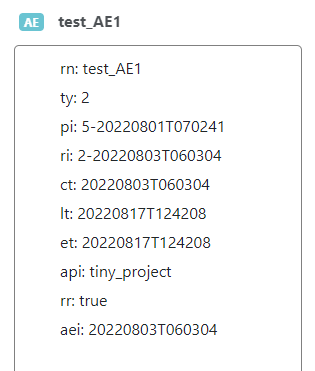 AE test_AE1
rn: test_AE1
ty: 2
pi: 5-20220801T070241
ri: 2-20220803T060304
ct: 20220803T060304
lt: 20220817T124208
et: 20220817T124208
api: tiny_project
rr: true
aei: 20220803T060304